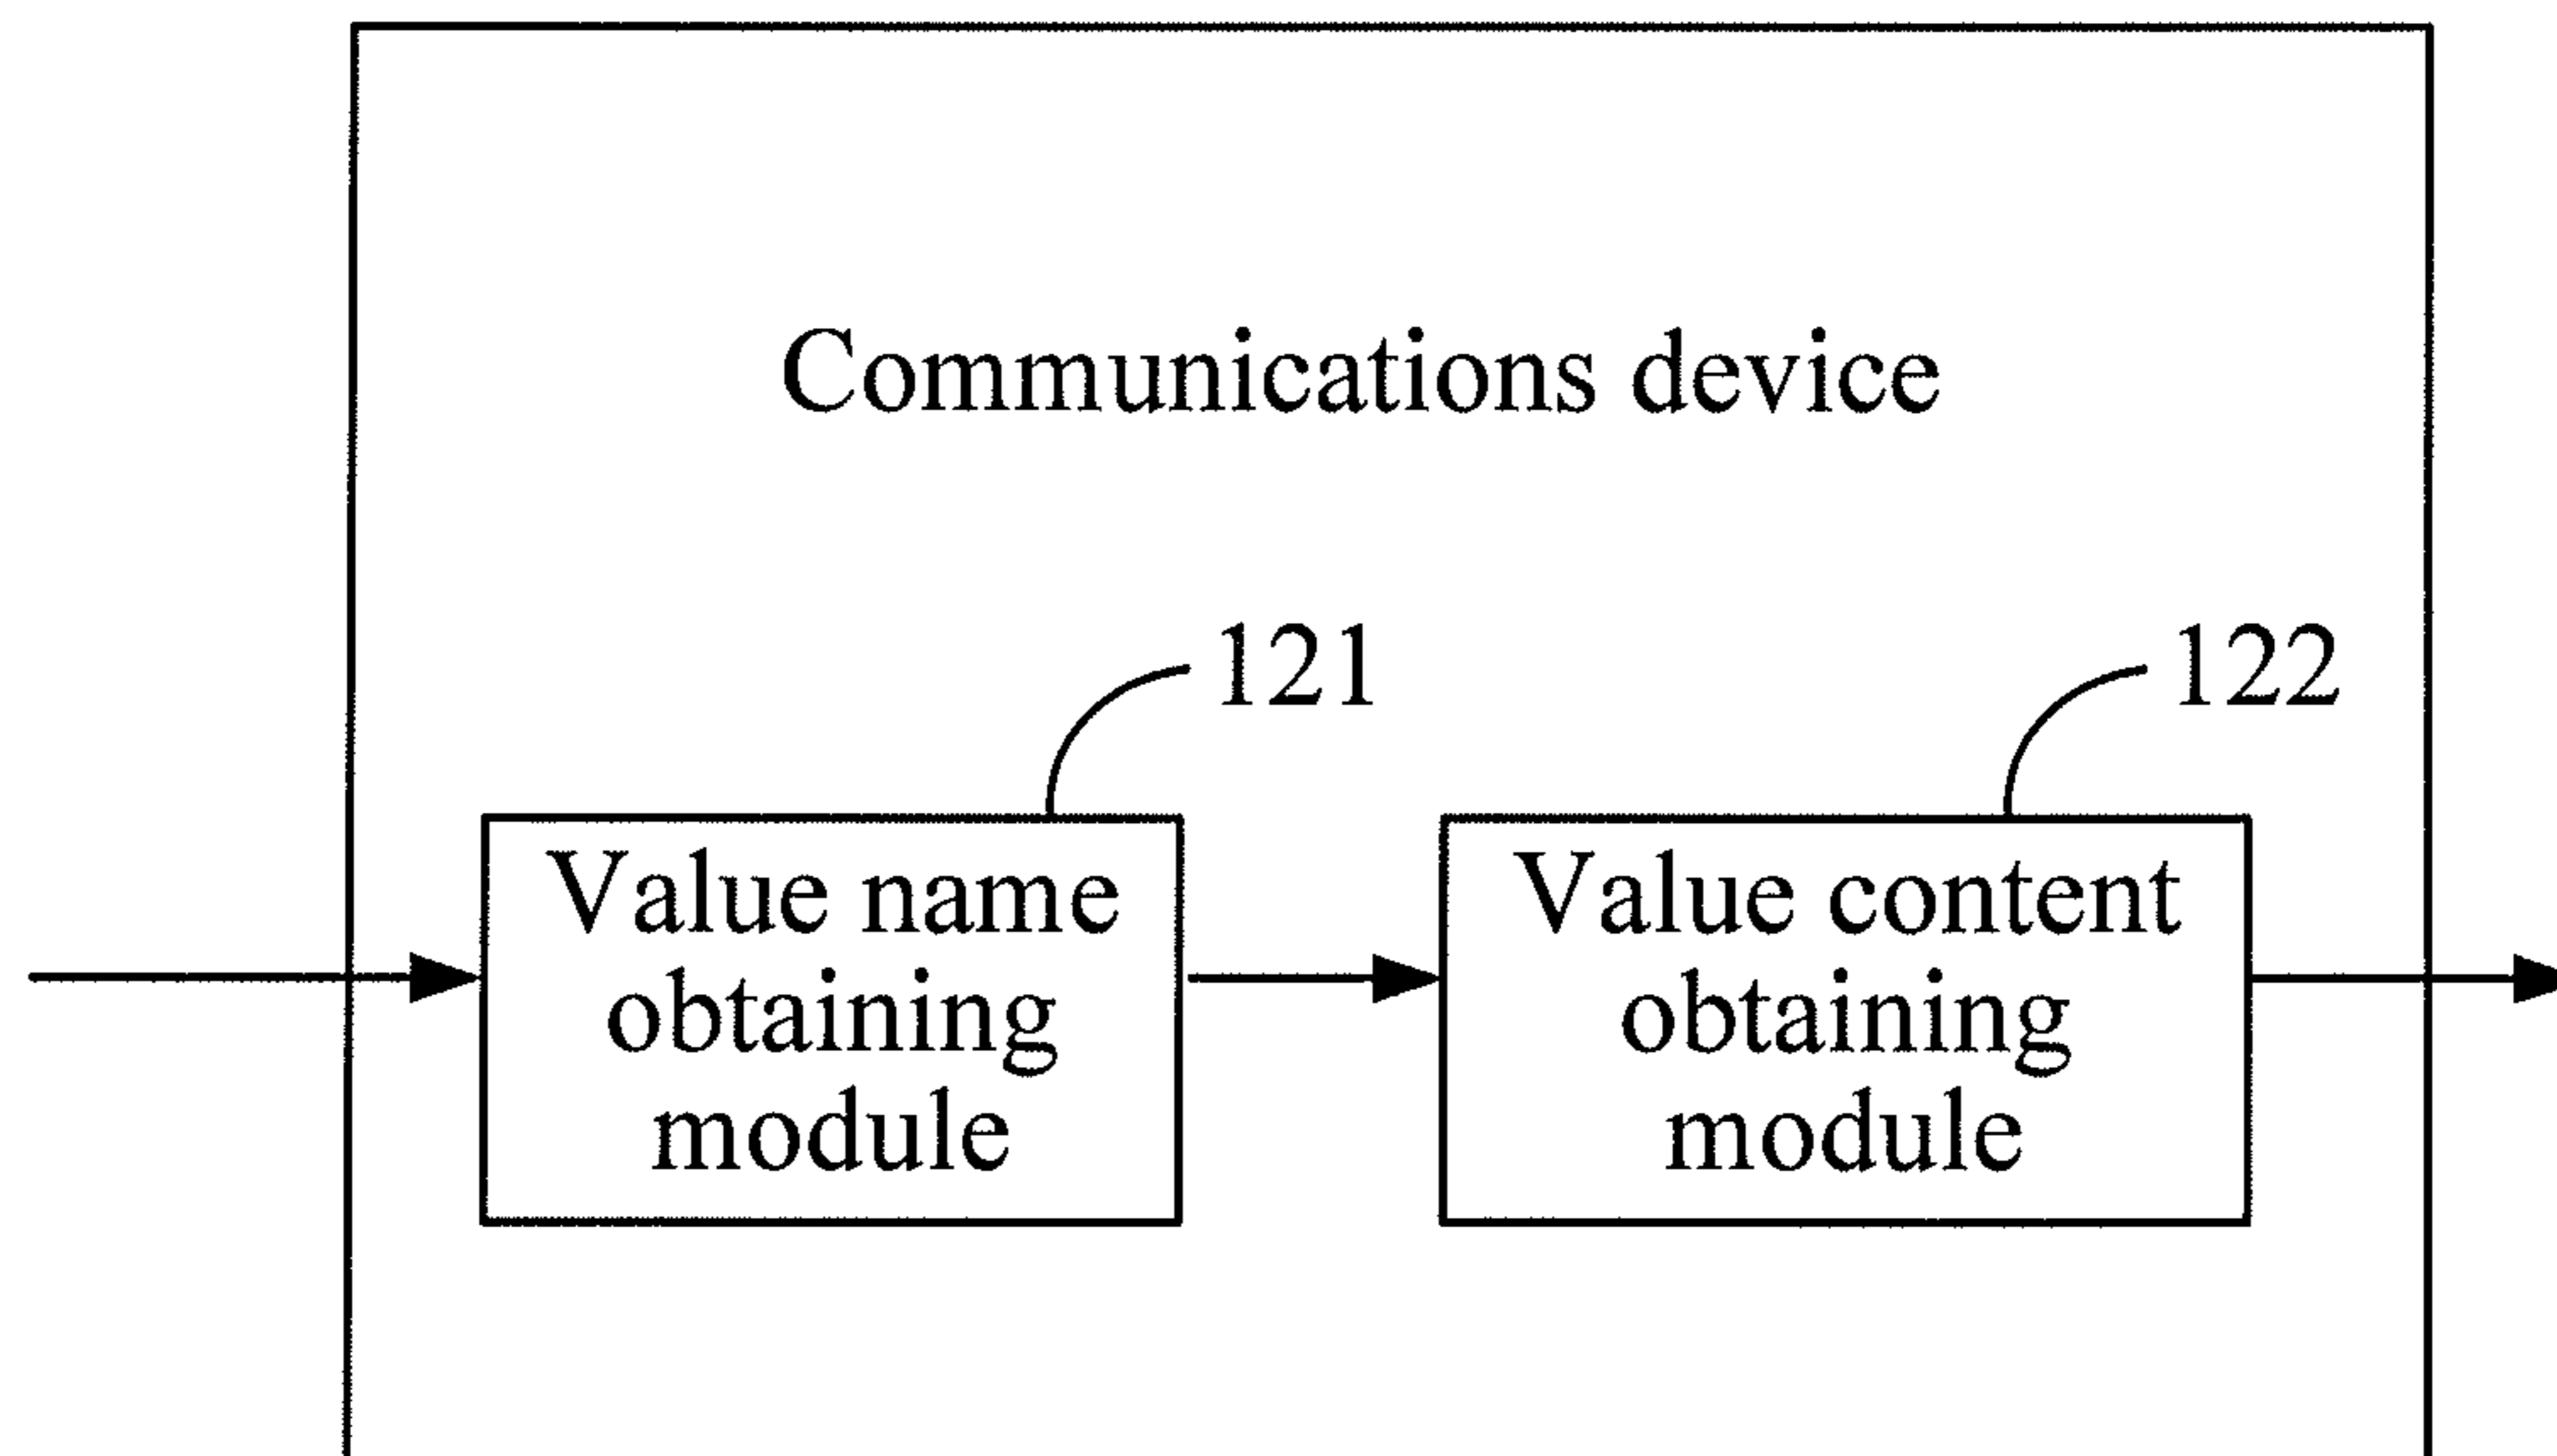 Communications device
121
122
Value name
obtaining
module
Value content
obtaining
module